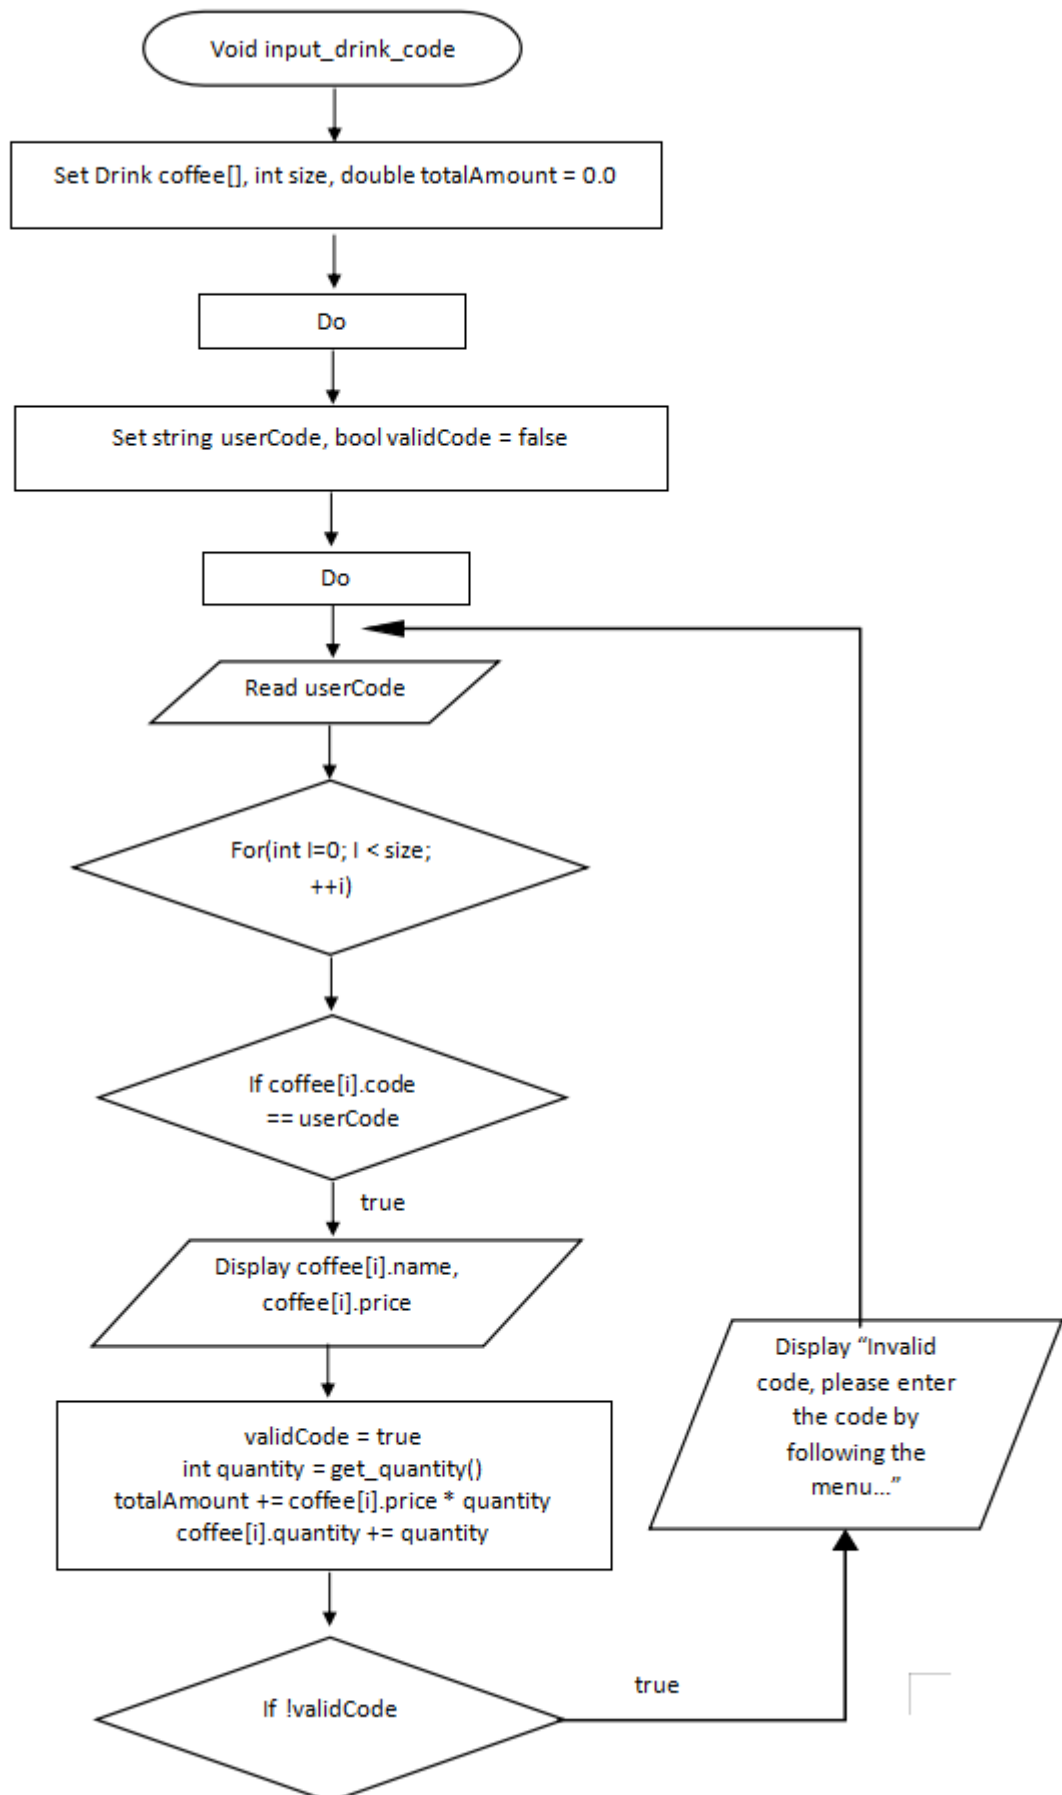 Void input_drink_code
Set Drink coffee[], int size, double totalAmount = 0.0
Do
Set string userCode, bool validCode = false
Do
Read userCode
For(int I=0; I < size;
++i)
If coffee[i].code
== userCode
true
Display coffee[i].name,
coffee[i].price
validCode = true
int quantity = get_quantity()
totalAmount += coffee[i].price * quantity
coffee[i].quantity += quantity
If !validCode
true
Display “Invalid
code, please enter
the code by
following the
menu...”